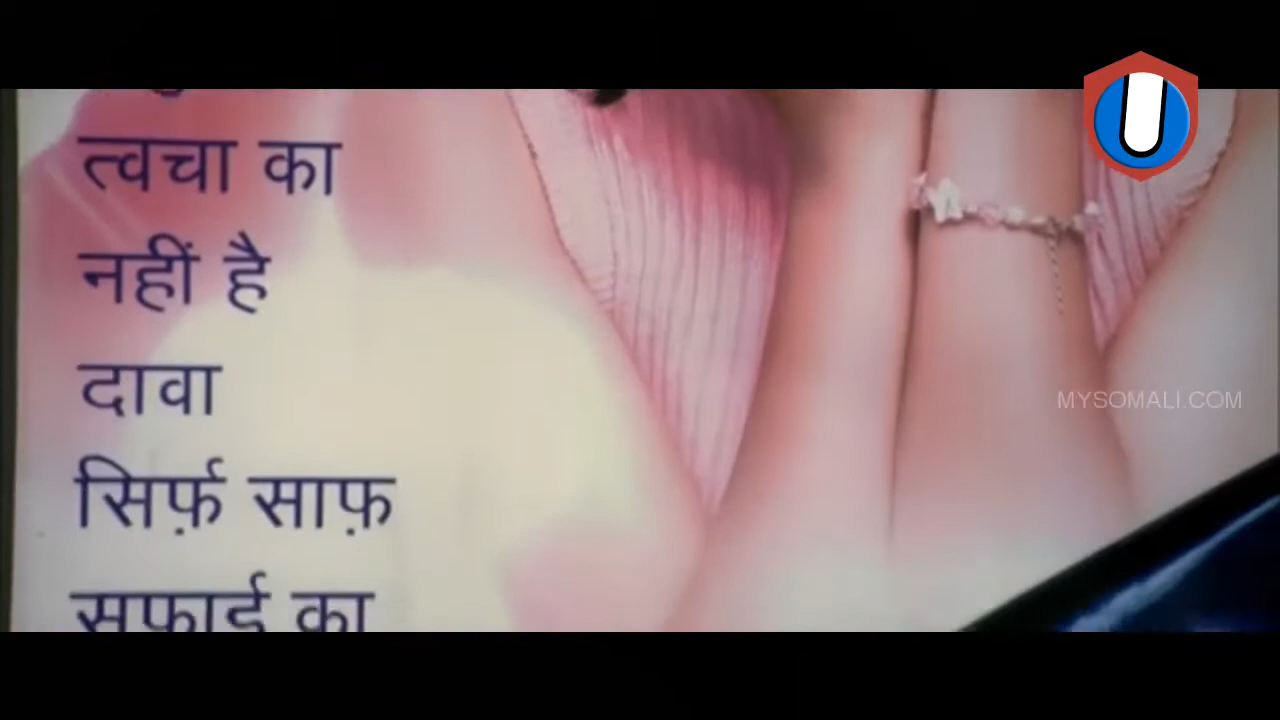 त्वचा का
नहीं है
दावा
सिर्फ़ साफ़
सफाई का
MYSOMALI.COM